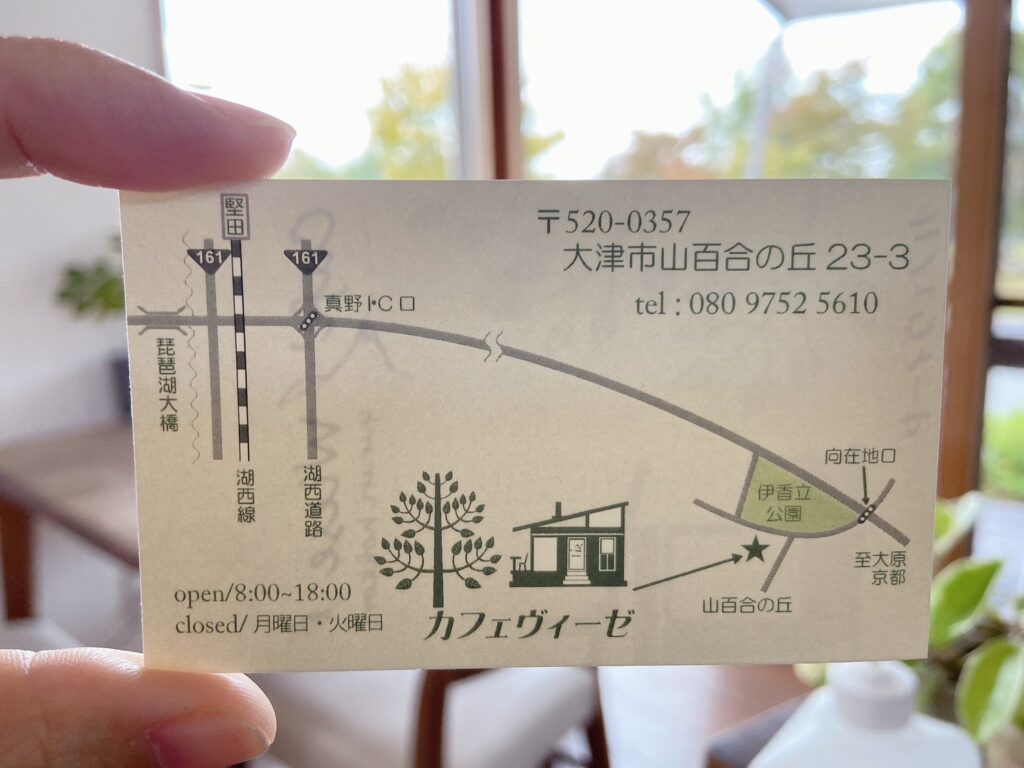 〒520-0357
大津市山百合の丘 23-3
tel : 080 9752 5610
堅田
161
161
真野 I・C 口
琵琶湖大橋
湖西線
湖西道路
向在地口
伊香立
公園
至大原
京都
山百合の丘
open/8:00~18:00
closed/ 月曜日・火曜日
カフェヴィーゼ